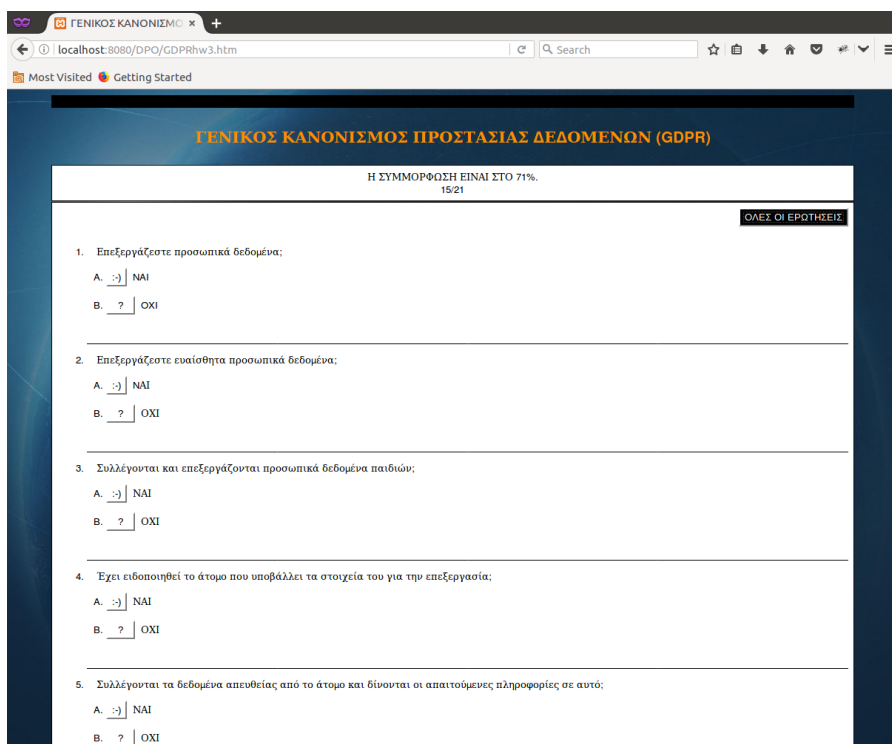 ΓΕΝΙΚΟΣ ΚΑΝΟΝΙΣΜΟ
localhost:8080/DPO/GDPRhw3.htm
Search
Most Visited Getting Started
ΓΕΝΙΚΟΣ ΚΑΝΟΝΙΣΜΟΣ ΠΡΟΣΤΑΣΙΑΣ ΔΕΔΟΜΕΝΩΝ (GDPR)
Η ΣΥΜΜΟΡΦΩΣΗ ΕΙΝΑΙ ΣΤΟ 71%.
15/21
ΟΛΕΣ ΟΙ ΕΡΩΤΗΣΕΙΣ
1. Επεξεργάζεστε προσωπικά δεδομένα;
A. :-) ΝΑΙ
B. ? ΟΧΙ
2. Επεξεργάζεστε ευαίσθητα προσωπικά δεδομένα;
A. :-) ΝΑΙ
B. ? ΟΧΙ
3. Συλλέγονται και επεξεργάζονται προσωπικά δεδομένα παιδιών;
A. :-) ΝΑΙ
B. ? ΟΧΙ
4. Έχει ειδοποιηθεί το άτομο που υποβάλλει τα στοιχεία του για την επεξεργασία;
A. :-) ΝΑΙ
B. ? ΟΧΙ
5. Συλλέγονται τα δεδομένα απευθείας από το άτομο και δίνονται οι απαιτούμενες πληροφορίες σε αυτό;
A. :-) ΝΑΙ
B. ? ΟΧΙ